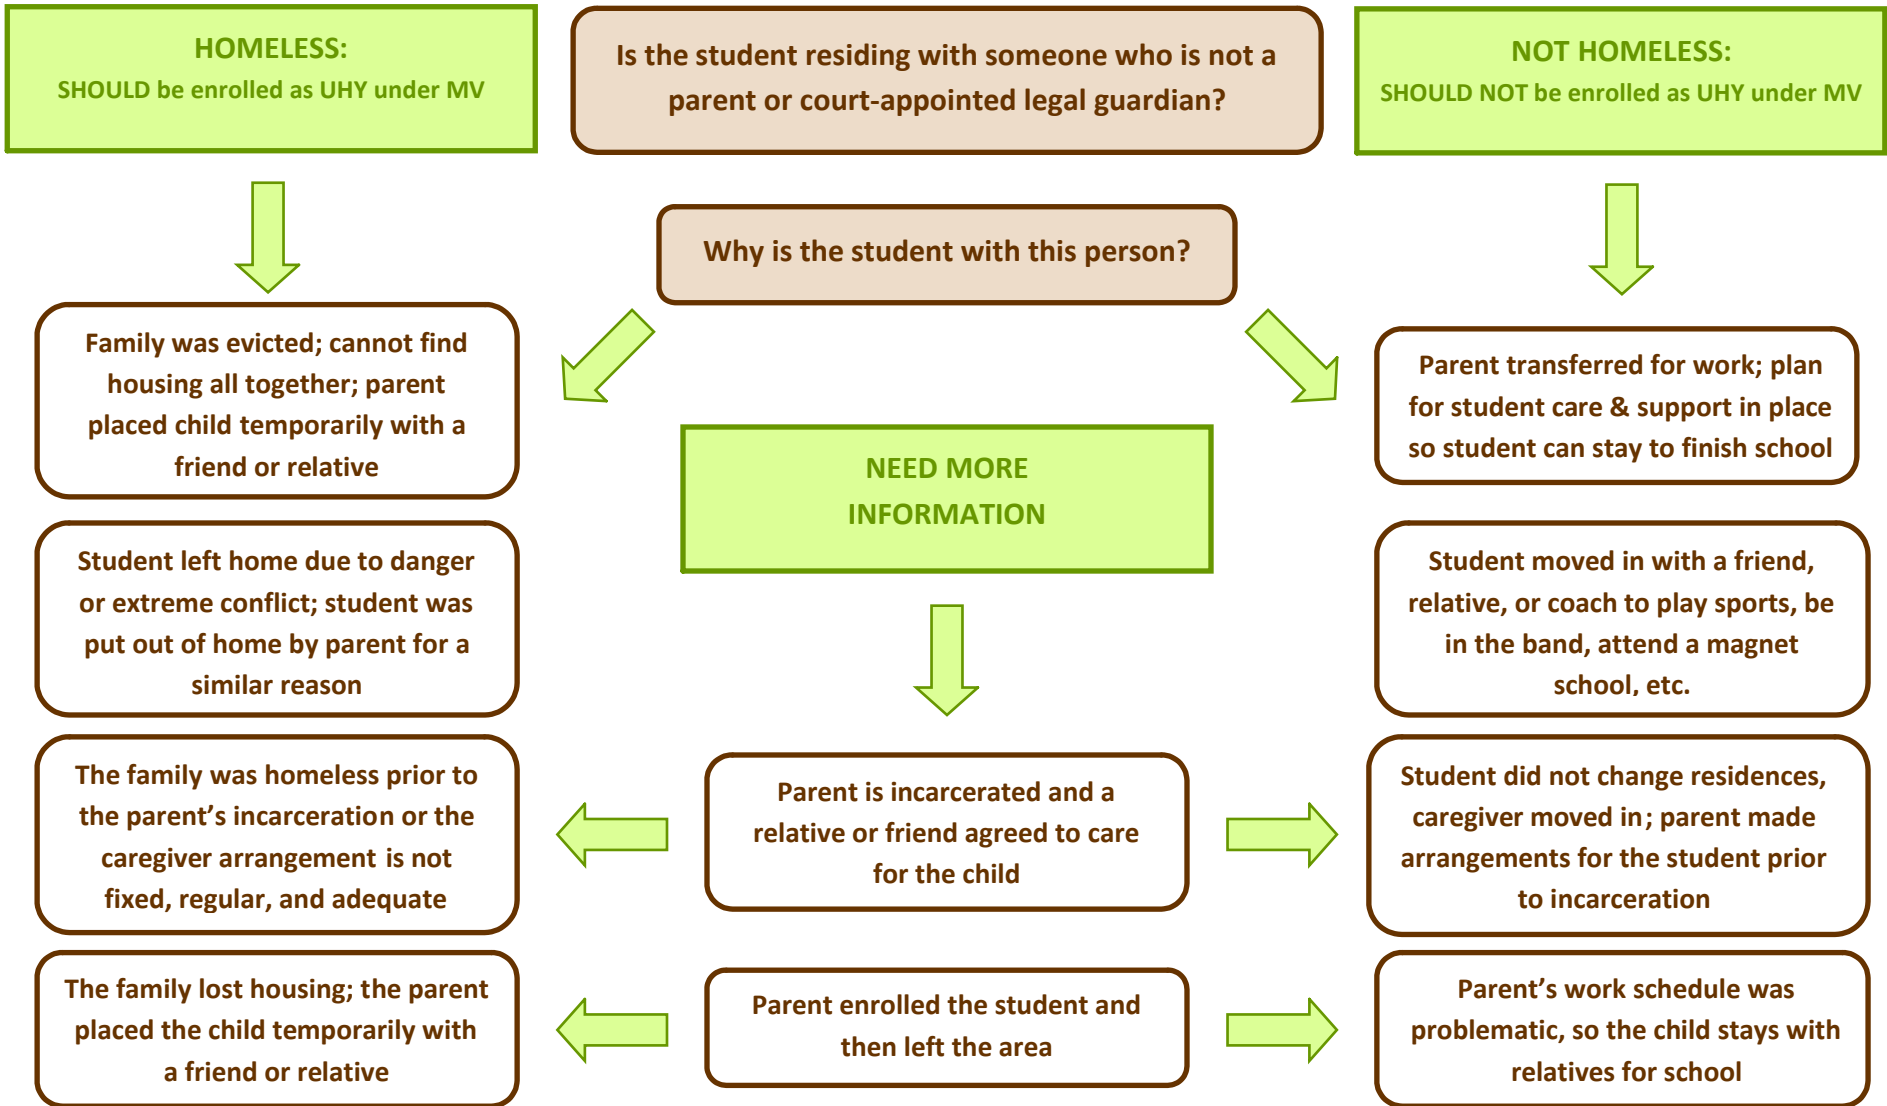 HOMELESS:
SHOULD be enrolled as UHY under MV
Is the student residing with someone who is not a
parent or court-appointed legal guardian?
NOT HOMELESS:
SHOULD NOT be enrolled as UHY under MV
Why is the student with this person?
Family was evicted; cannot find
housing all together; parent
placed child temporarily with a
friend or relative
Parent transferred for work; plan
for student care & support in place
so student can stay to finish school
NEED MORE
INFORMATION
Student left home due to danger
or extreme conflict; student was
put out of home by parent for a
similar reason
Student moved in with a friend,
relative, or coach to play sports, be
in the band, attend a magnet
school, etc.
The family was homeless prior to
the parent’s incarceration or the
caregiver arrangement is not
fixed, regular, and adequate
Parent is incarcerated and a
relative or friend agreed to care
for the child
Student did not change residences,
caregiver moved in; parent made
arrangements for the student prior
to incarceration
The family lost housing; the parent
placed the child temporarily with
a friend or relative
Parent enrolled the student and
then left the area
Parent’s work schedule was
problematic, so the child stays with
relatives for school